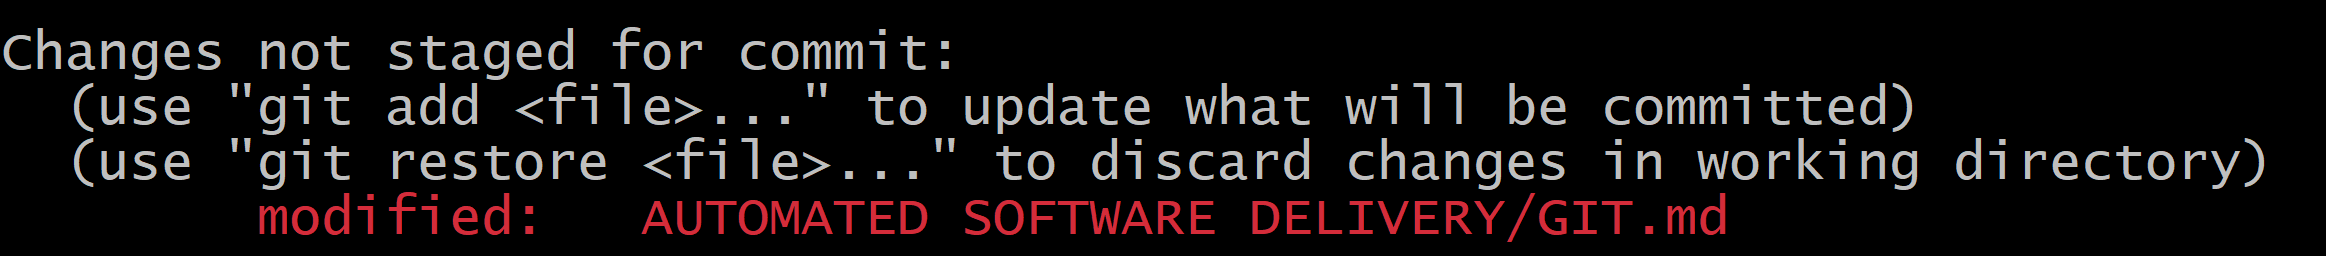 Changes not staged for commit:
  (use "git add <file>..." to update what will be committed)
  (use "git restore <file>..." to discard changes in working directory)
        modified:   AUTOMATED SOFTWARE DELIVERY/GIT.md